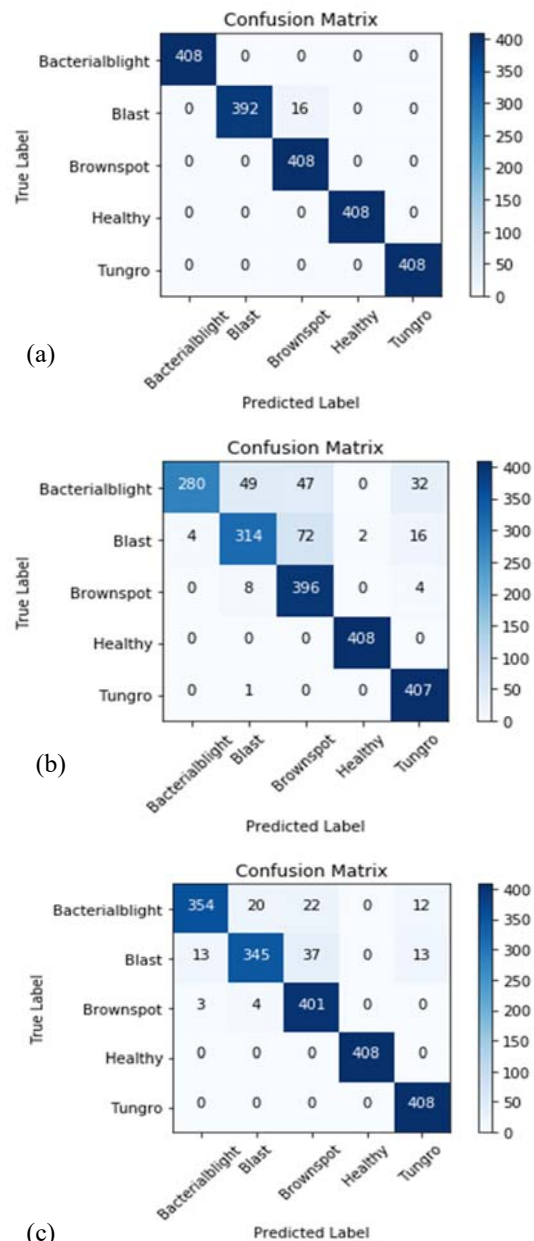 Confusion Matrix
Bacterialblight 408 0 0 0 0 400
350
Blast 0 392 16 0 0 300
250
True Label
Brownspot 0 0 408 0 0 200
150
Healthy 0 0 0 408 0 100
50
Tungro 0 0 0 0 408 0
Bacterialblight Blast Brownspot Healthy Tungro
(a)
Predicted Label
Confusion Matrix
Bacterialblight 280 49 47 0 32 400
350
Blast 4 314 72 2 16 300
250
True Label
Brownspot 0 8 396 0 4 200
150
Healthy 0 0 0 408 0 100
50
Tungro 0 1 0 0 407 0
Bacterialblight Blast Brownspot Healthy Tungro
(b)
Predicted Label
Confusion Matrix
Bacterialblight 354 20 22 0 12 400
350
Blast 13 345 37 0 13 300
250
True Label
Brownspot 3 4 401 0 0 200
150
Healthy 0 0 0 408 0 100
50
Tungro 0 0 0 0 408 0
Bacterialblight Blast Brownspot Healthy Tungro
(c)
Predicted Label